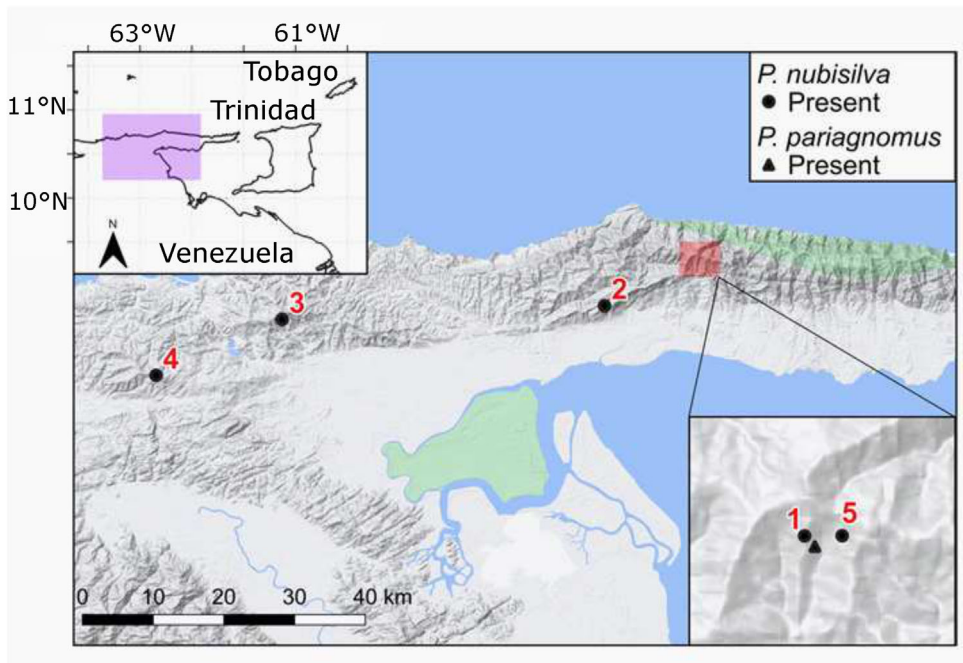 63°W 61°W
Tobago
11°N
Trinidad
10°N
N
Venezuela
P. nubisilva
Present
P. pariagnomus
Present
2
3
4
1 5
0 10 20 30 40 km